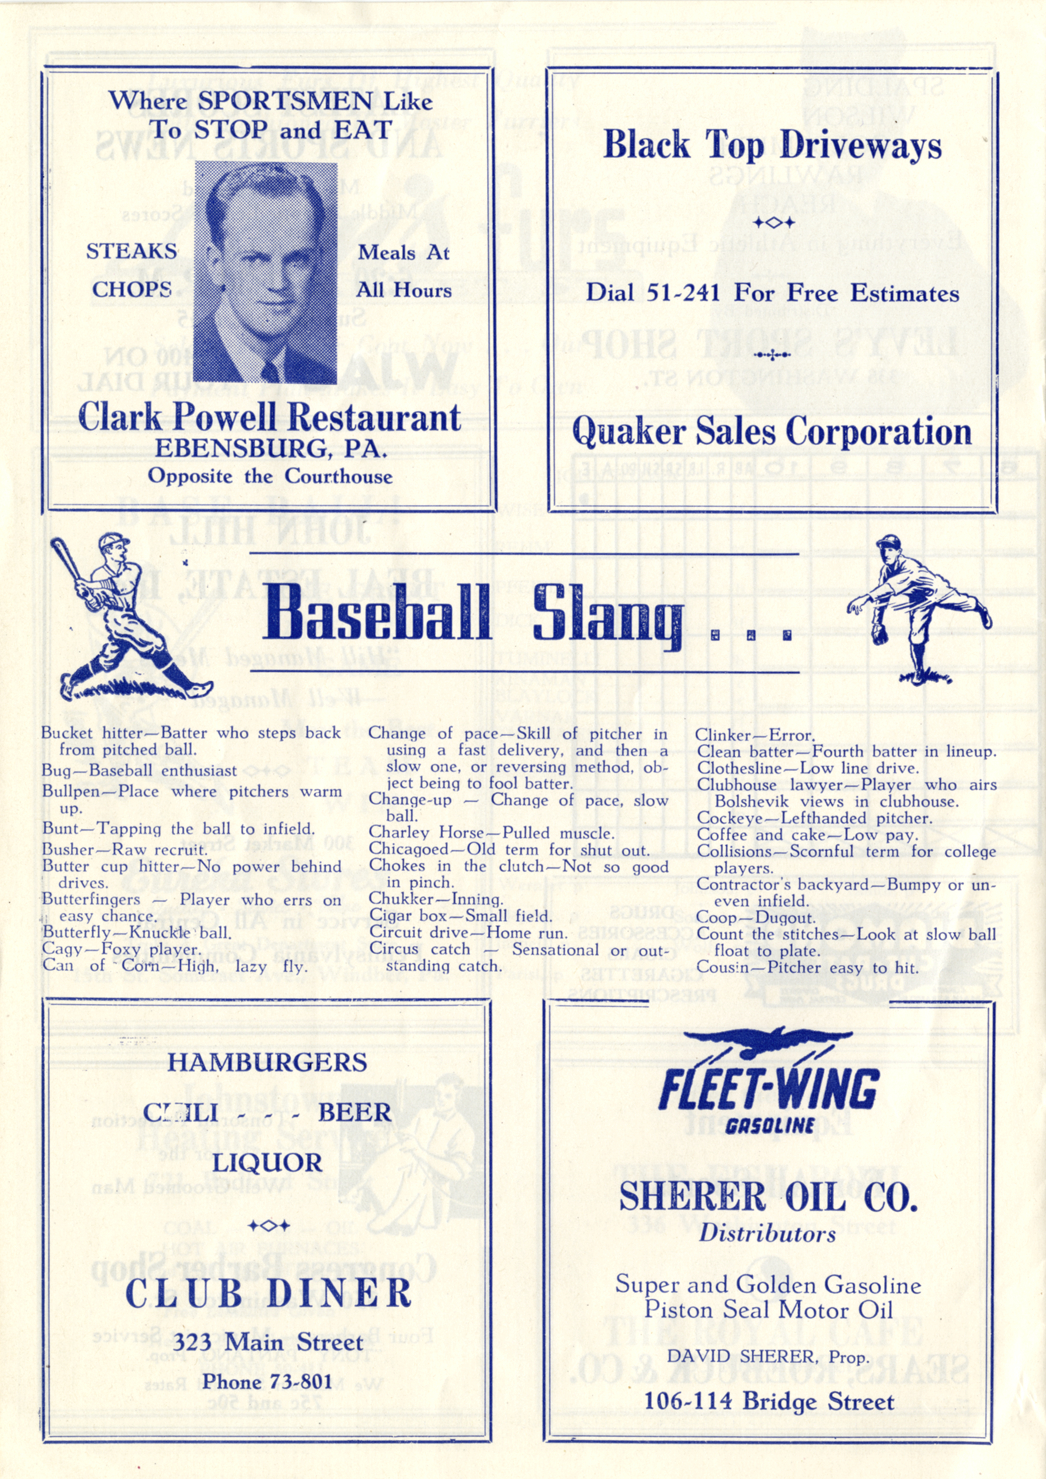 Where SPORTSMEN Like
To STOP and EAT
STEAKS
CHOPS
Meals At
All Hours
Clark Powell Restaurant
EBENSBURG, PA.
Opposite the Courthouse
Black Top Driveways
Dial 51-241 For Free Estimates
Quaker Sales Corporation
Baseball Slang . . .
Bucket hitter—Batter who steps back
from pitched ball.
Bug—Baseball enthusiast
Bullpen—Place where pitchers warm
up.
Bunt—Tapping the ball to infield.
Busher—Raw recruit.
Butter cup hitter—No power behind
drives.
Butterfingers — Player who errs on
easy chance.
Butterfly—Knuckle ball.
Cagy—Foxy player.
Can of Corn—High, lazy fly.
Change of pace—Skill of pitcher in
using a fast delivery, and then a
slow one, or reversing method, ob-
ject being to fool batter.
Change-up — Change of pace, slow
ball.
Charley Horse—Pulled muscle.
Chicagoed—Old term for shut out.
Chokes in the clutch—Not so good
in pinch.
Chukker—Inning.
Cigar box—Small field.
Circuit drive—Home run.
Circus catch — Sensational or out-
standing catch.
Clinker—Error.
Clean batter—Fourth batter in lineup.
Clothesline—Low line drive.
Clubhouse lawyer—Player who airs
Bolshevik views in clubhouse.
Cockeye—Lefthanded pitcher.
Coffee and cake—Low pay.
Collisions—Scornful term for college
players.
Contractor's backyard—Bumpy or un-
even infield.
Coop—Dugout.
Count the stitches—Look at slow ball
float to plate.
Cousin—Pitcher easy to hit.
HAMBURGERS
CHILI - - - BEER
LIQUOR
CLUB DINER
323 Main Street
Phone 73-801
FLEET-WING
GASOLINE
SHERER OIL CO.
Distributors
Super and Golden Gasoline
Piston Seal Motor Oil
DAVID SHERER, Prop.
106-114 Bridge Street